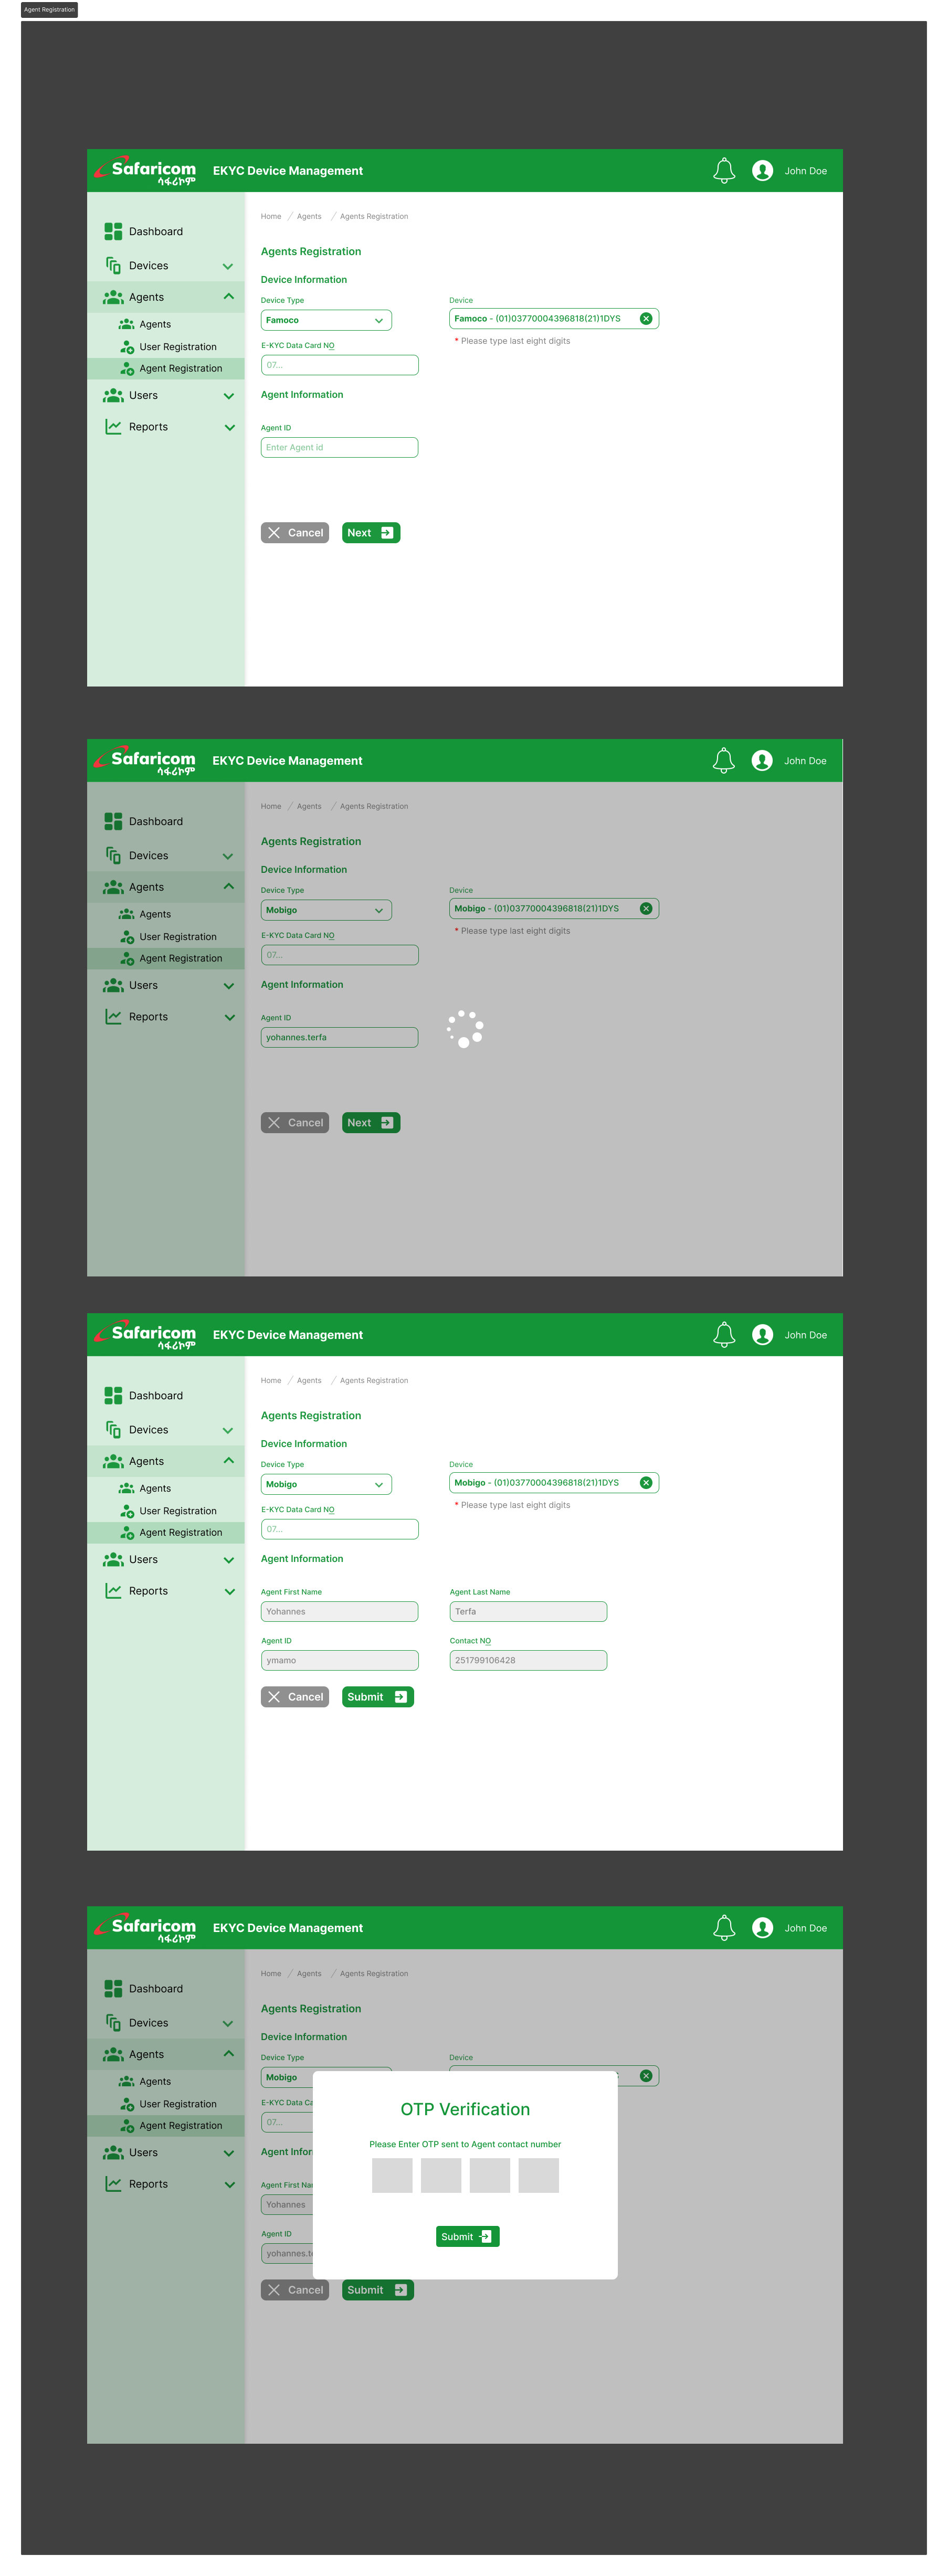 Agent Registration
Safaricom
ሳፋሪኮም
EKYC Device Management
John Doe
Dashboard
Devices
Agents
Agents
User Registration
Agent Registration
Users
Reports
Home / Agents / Agents Registration
Agents Registration
Device Information
Device Type
Device
Famoco
Famoco - (01)03770004396818(21)1DYS
* Please type last eight digits
E-KYC Data Card NO
07...
Agent Information
Agent ID
Enter Agent id
Cancel
Next
Safaricom
ሳፋሪኮም
EKYC Device Management
John Doe
Dashboard
Devices
Agents
Agents
User Registration
Agent Registration
Users
Reports
Home / Agents / Agents Registration
Agents Registration
Device Information
Device Type
Device
Mobigo
Mobigo - (01)03770004396818(21)1DYS
* Please type last eight digits
E-KYC Data Card NO
07...
Agent Information
Agent ID
yohannes.terfa
Cancel
Next
Safaricom
ሳፋሪኮም
EKYC Device Management
John Doe
Dashboard
Devices
Agents
Agents
User Registration
Agent Registration
Users
Reports
Home / Agents / Agents Registration
Agents Registration
Device Information
Device Type
Device
Mobigo
Mobigo - (01)03770004396818(21)1DYS
* Please type last eight digits
E-KYC Data Card NO
07...
Agent Information
Agent First Name
Agent Last Name
Yohannes
Terfa
Agent ID
Contact NO
ymamo
251799106428
Cancel
Submit
Safaricom
ሳፋሪኮም
EKYC Device Management
John Doe
Dashboard
Devices
Agents
Agents
User Registration
Agent Registration
Users
Reports
Home / Agents / Agents Registration
Agents Registration
Device Information
Device Type
Device
Mobigo
E-KYC Data Ca
07...
Agent Infor
Agent First Na
Yohannes
Agent ID
yohannes.t
Cancel
Submit
OTP Verification
Please Enter OTP sent to Agent contact number
Submit